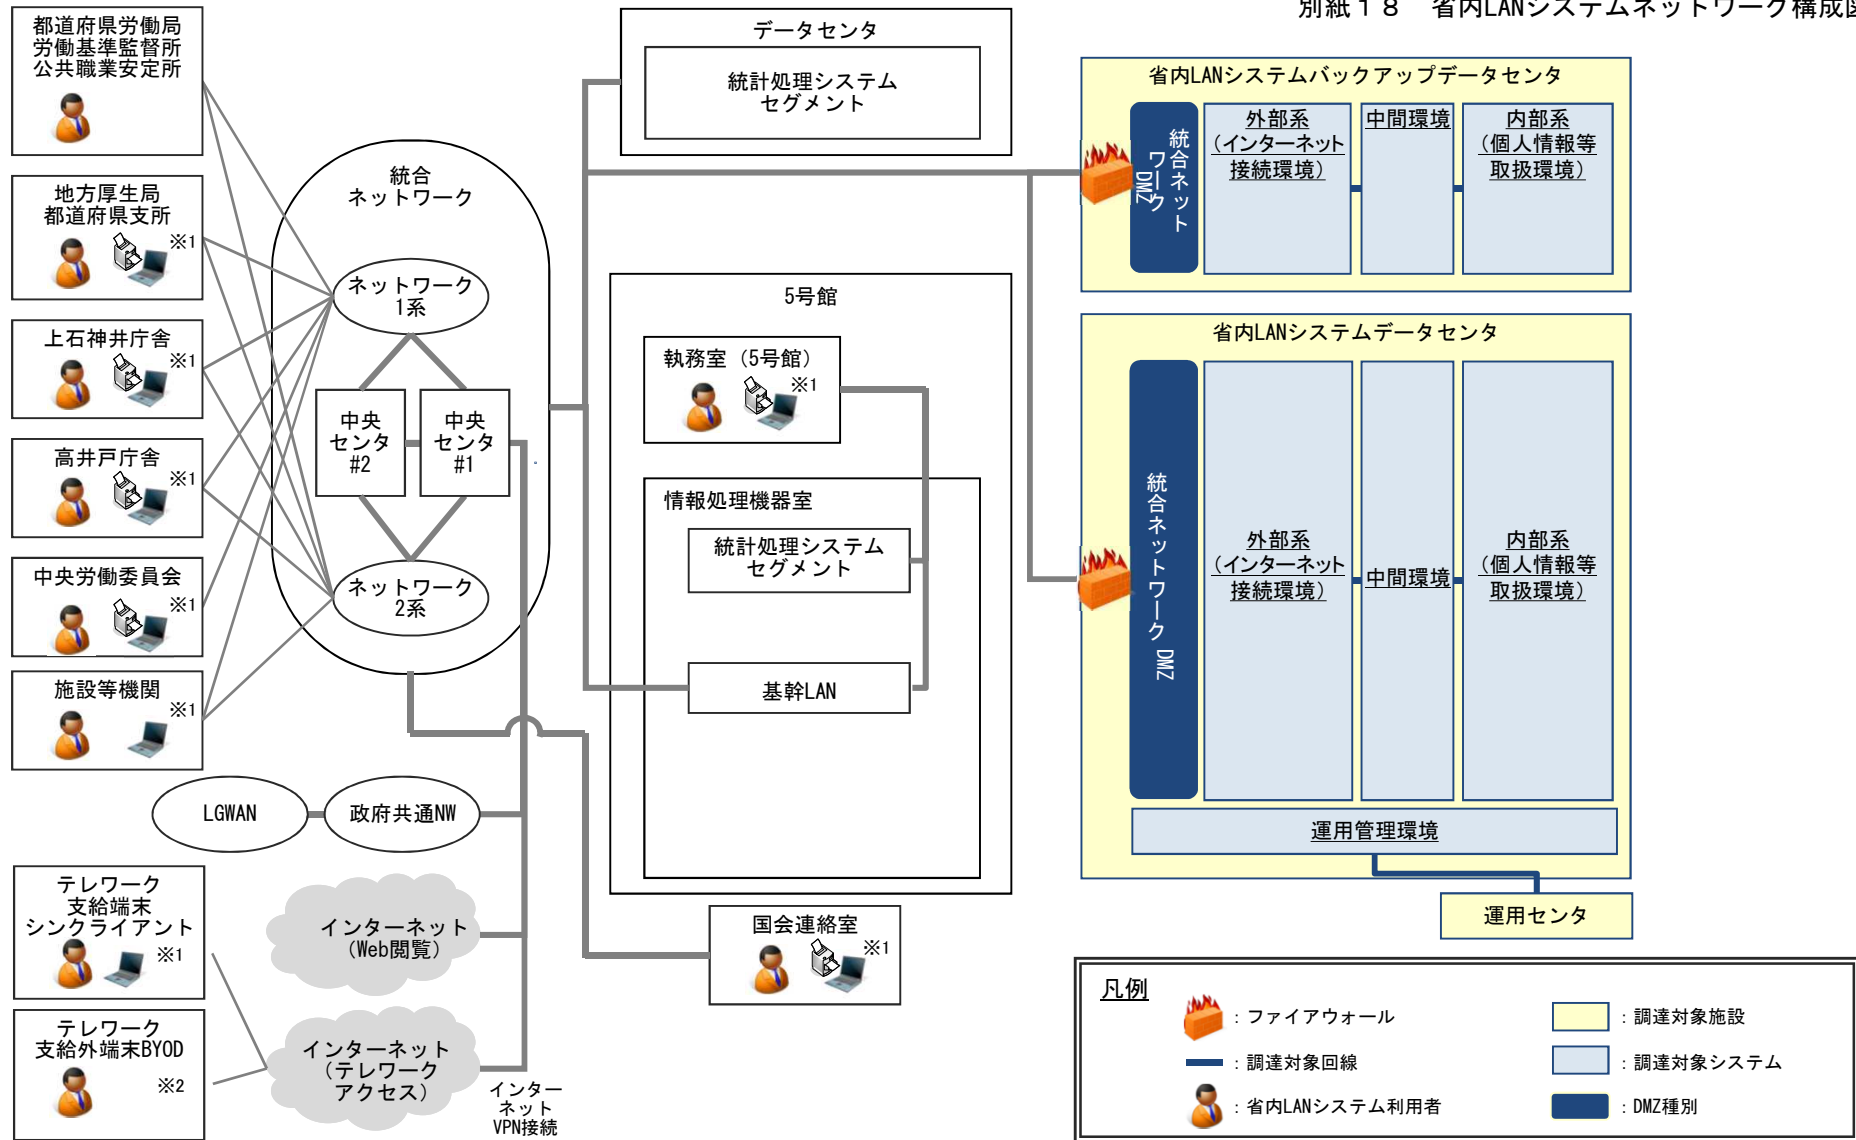 別紙１８　省内LANシステムネットワーク構成図
都道府県労働局
労働基準監督所
公共職業安定所
地方厚生局
都道府県支所
※1
上石神井庁舎
※1
高井戸庁舎
※1
中央労働委員会
※1
施設等機関
※1
統合
ネットワーク
ネットワーク
1系
中央
センタ
#2
中央
センタ
#1
ネットワーク
2系
LGWAN
政府共通NW
テレワーク
支給端末
シンクライアント
※1
テレワーク
支給外端末BYOD
※2
インターネット
（Web閲覧）
インターネット
（テレワーク
アクセス）
インター
ネット
VPN接続
データセンタ
統計処理システム
セグメント
5号館
執務室（5号館）
※1
情報処理機器室
統計処理システム
セグメント
基幹LAN
国会連絡室
※1
省内LANシステムバックアップデータセンタ
統合ネット
ワーク
DMZ
外部系
（インターネット
接続環境）
中間環境
内部系
（個人情報等
取扱環境）
省内LANシステムデータセンタ
統合ネットワーク DMZ
外部系
（インターネット
接続環境）
中間環境
内部系
（個人情報等
取扱環境）
運用管理環境
運用センタ
凡例
：ファイアウォール
：調達対象回線
：省内LANシステム利用者
：調達対象施設
：調達対象システム
：DMZ種別